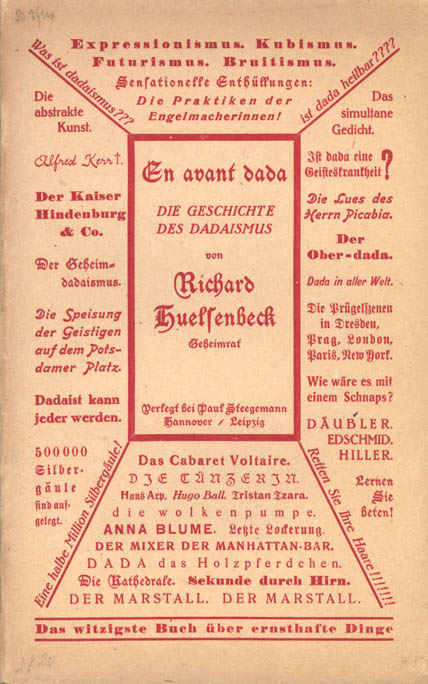 Expressionismus. Kubismus.
Futurismus. Bruitismus.
Sensationelle Enthüllungen:
Die Praktiken der
Engelmacherinnen!
Was ist dadaismus???
ist dada heilbar????
Die
abstrakte
Kunst.
Alfred Kerr †.
Der Kaiser
Hindenburg
& Co.
Der Geheim=
dadaismus.
Die Speisung
der Geistigen
auf dem Pots-
damer Platz.
Dadaist kann
jeder werden.
500000
Silber-
gäule
sind auf-
gelegt.
Eine halbe Million Silbergäule!
En avant dada
DIE GESCHICHTE
DES DADAISMUS
von
Richard
Huelsenbeck
Geheimrat
Verlegt bei Paul Steegemann
Hannover / Leipzig
Das
simultane
Gedicht.
Ist dada eine
Geisteskrankheit?
Die Lues des
Herrn Picabia.
Der
Ober=dada.
Dada in aller Welt.
Die Prügelszenen
in Dresden,
Prag, London,
Paris, New York.
Wie wäre es mit
einem Schnaps?
DÄUBLER.
EDSCHMID.
HILLER.
Lernen
Sie
beten!
Retten Sie Ihre Haare!!!!!!!
Das Cabaret Voltaire.
DIE TÄNZERIN.
Hans Arp. Hugo Ball. Tristan Tzara.
die wolkenpumpe.
ANNA BLUME. Letzte Lockerung.
DER MIXER DER MANHATTAN-BAR.
DADA das Holzpferdchen.
Die Kathedrale. Sekunde durch Hirn.
DER MARSTALL. DER MARSTALL.
Das witzigste Buch über ernsthafte Dinge